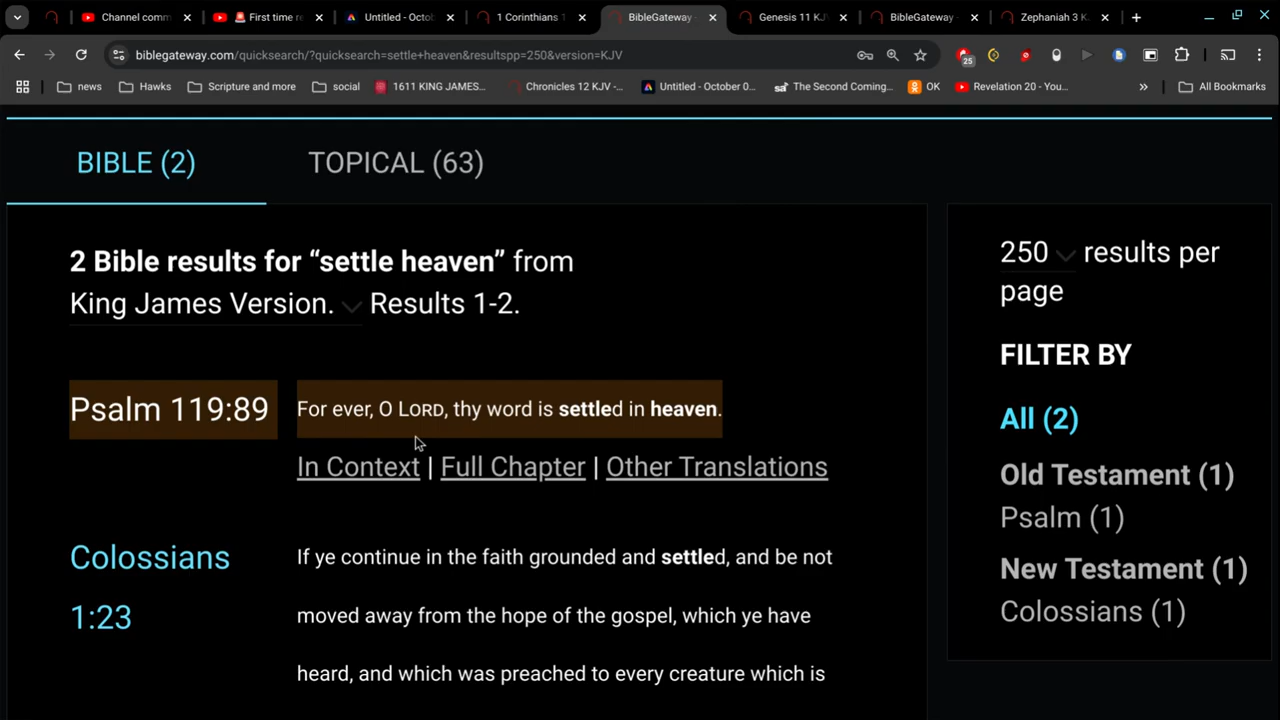 Channel comm
First time re
Untitled - Octo
1 Corinthians 1
BibleGateway
Genesis 11 KJV
BibleGateway -
Zephaniah 3 K
biblegateway.com/quicksearch/?quicksearch=settle+heaven&resultspp=250&version=KJV
25
news
Hawks
Scripture and more
social
1611 KING JAMES...
Chronicles 12 KJV -...
Untitled - October 0...
sa
The Second Coming...
OK
Revelation 20 - You...
All Bookmarks
BIBLE (2)
TOPICAL (63)
2 Bible results for “settle heaven” from
King James Version. Results 1-2.
Psalm 119:89
For ever, O LORD, thy word is settled in heaven.
In Context | Full Chapter | Other Translations
Colossians
1:23
If ye continue in the faith grounded and settled, and be not
moved away from the hope of the gospel, which ye have
heard, and which was preached to every creature which is
250 results per
page
FILTER BY
All (2)
Old Testament (1)
Psalm (1)
New Testament (1)
Colossians (1)